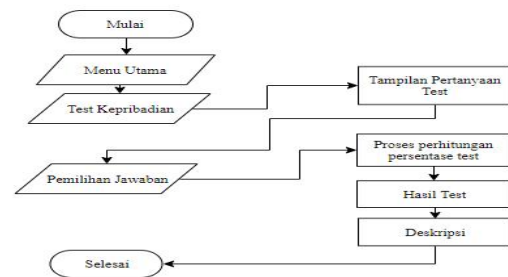 Mulai
Menu Utama
Test Kepribadian
Tampilan Pertanyaan
Test
Pemilihan Jawaban
Proses perhitungan
persentase test
Hasil Test
Deskripsi
Selesai